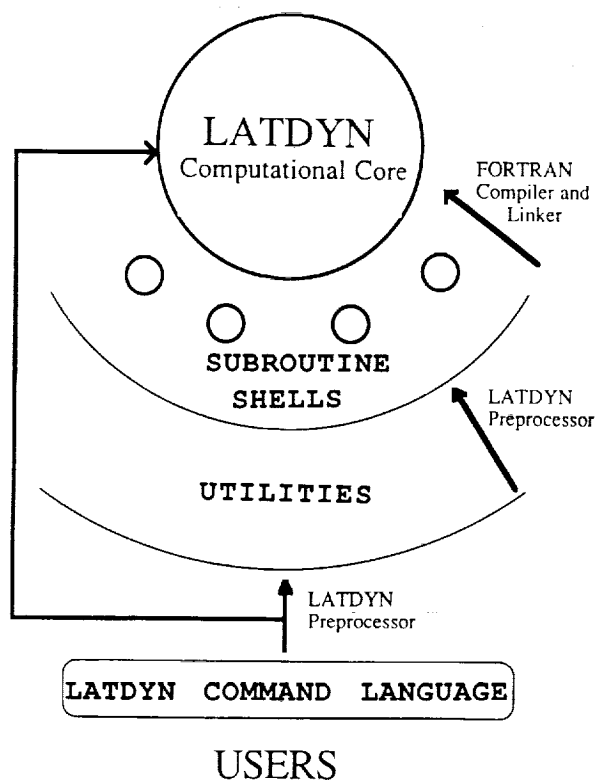 LATDYN
Computational Core
FORTRAN
Compiler and
Linker
SUBROUTINE
SHELLS
LATDYN
Preprocessor
UTILITIES
LATDYN
Preprocessor
LATDYN COMMAND LANGUAGE
USERS